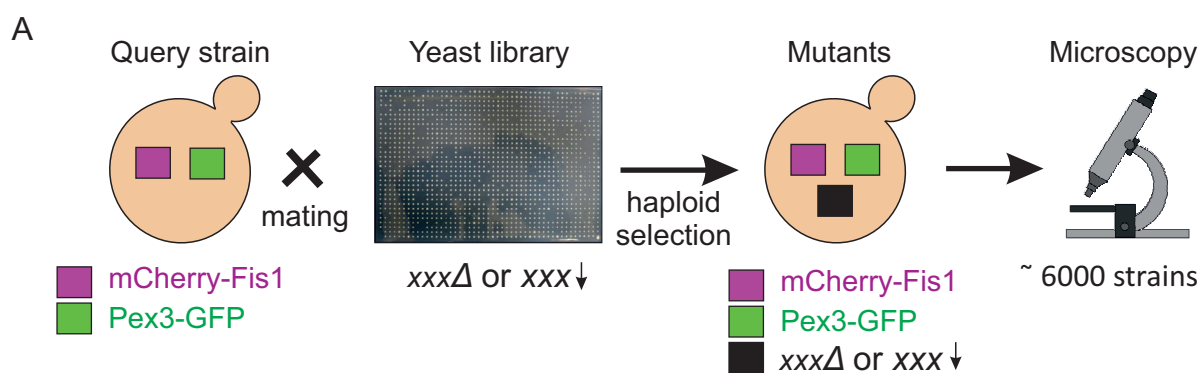 A
Query strain
Yeast library
Mutants
Microscopy
mating
haploid
selection
xxxΔ or xxx↓
~ 6000 strains
mCherry-Fis1
Pex3-GFP
mCherry-Fis1
Pex3-GFP
xxxΔ or xxx↓